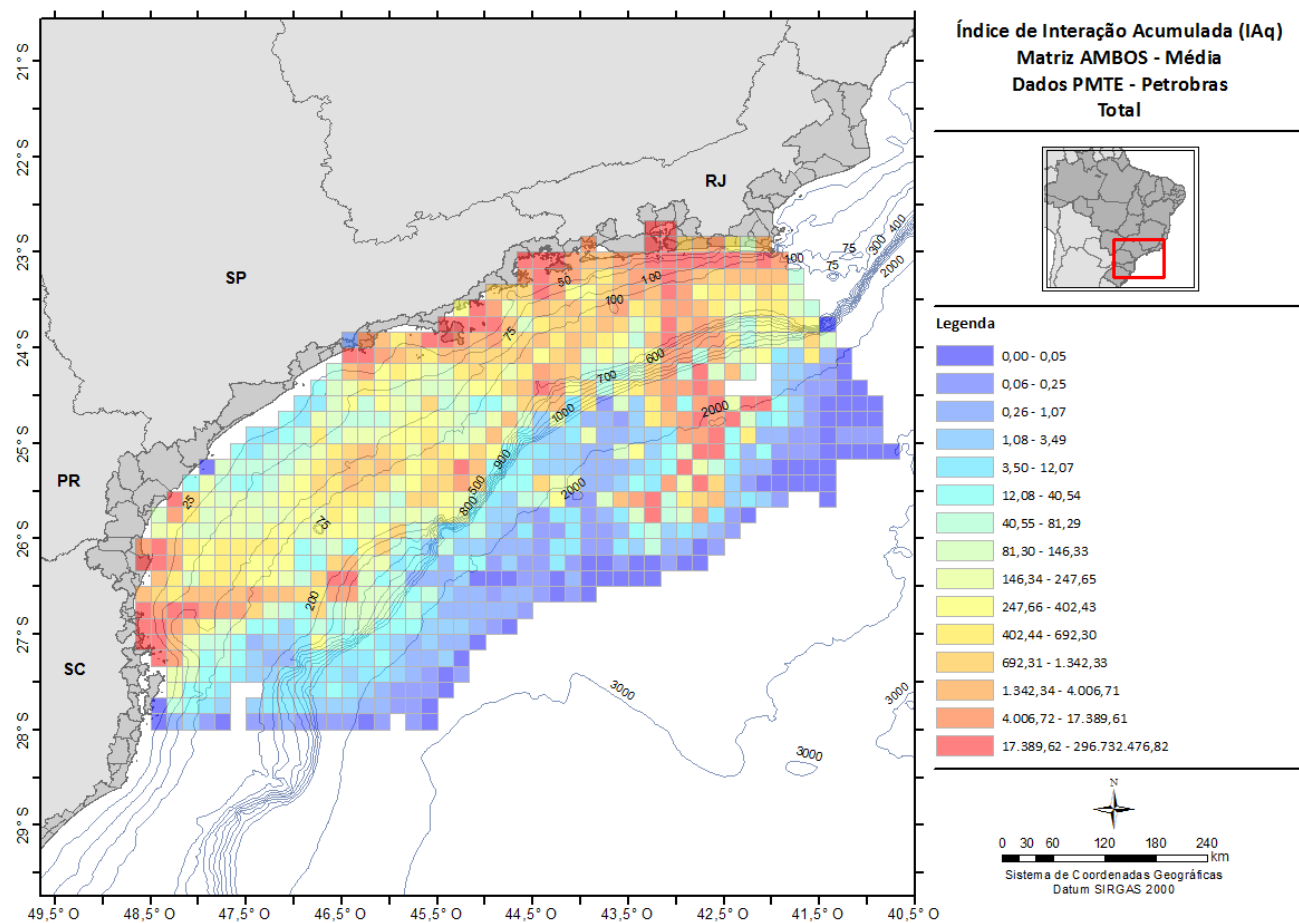 Índice de Interação Acumulada (IAq)
Matriz AMBOS - Média
Dados PMTE - Petrobras
Total
21° S
22° S
23° S
24° S
25° S
26° S
27° S
28° S
29° S
SP
RJ
PR
SC
75
400
300
75
2000
100
75
50
100
100
75
600
700
1000
2000
900
500
800
2000
25
75
200
3000
3000
3000
49,5° O
48,5° O
47,5° O
46,5° O
45,5° O
44,5° O
43,5° O
42,5° O
41,5° O
40,5° O
Legenda
0,00 - 0,05
0,06 - 0,25
0,26 - 1,07
1,08 - 3,49
3,50 - 12,07
12,08 - 40,54
40,55 - 81,29
81,30 - 146,33
146,34 - 247,65
247,66 - 402,43
402,44 - 692,30
692,31 - 1.342,33
1.342,34 - 4.006,71
4.006,72 - 17.389,61
17.389,62 - 296.732.476,82
N
0 30 60 120 180 240
km
Sistema de Coordenadas Geográficas
Datum SIRGAS 2000